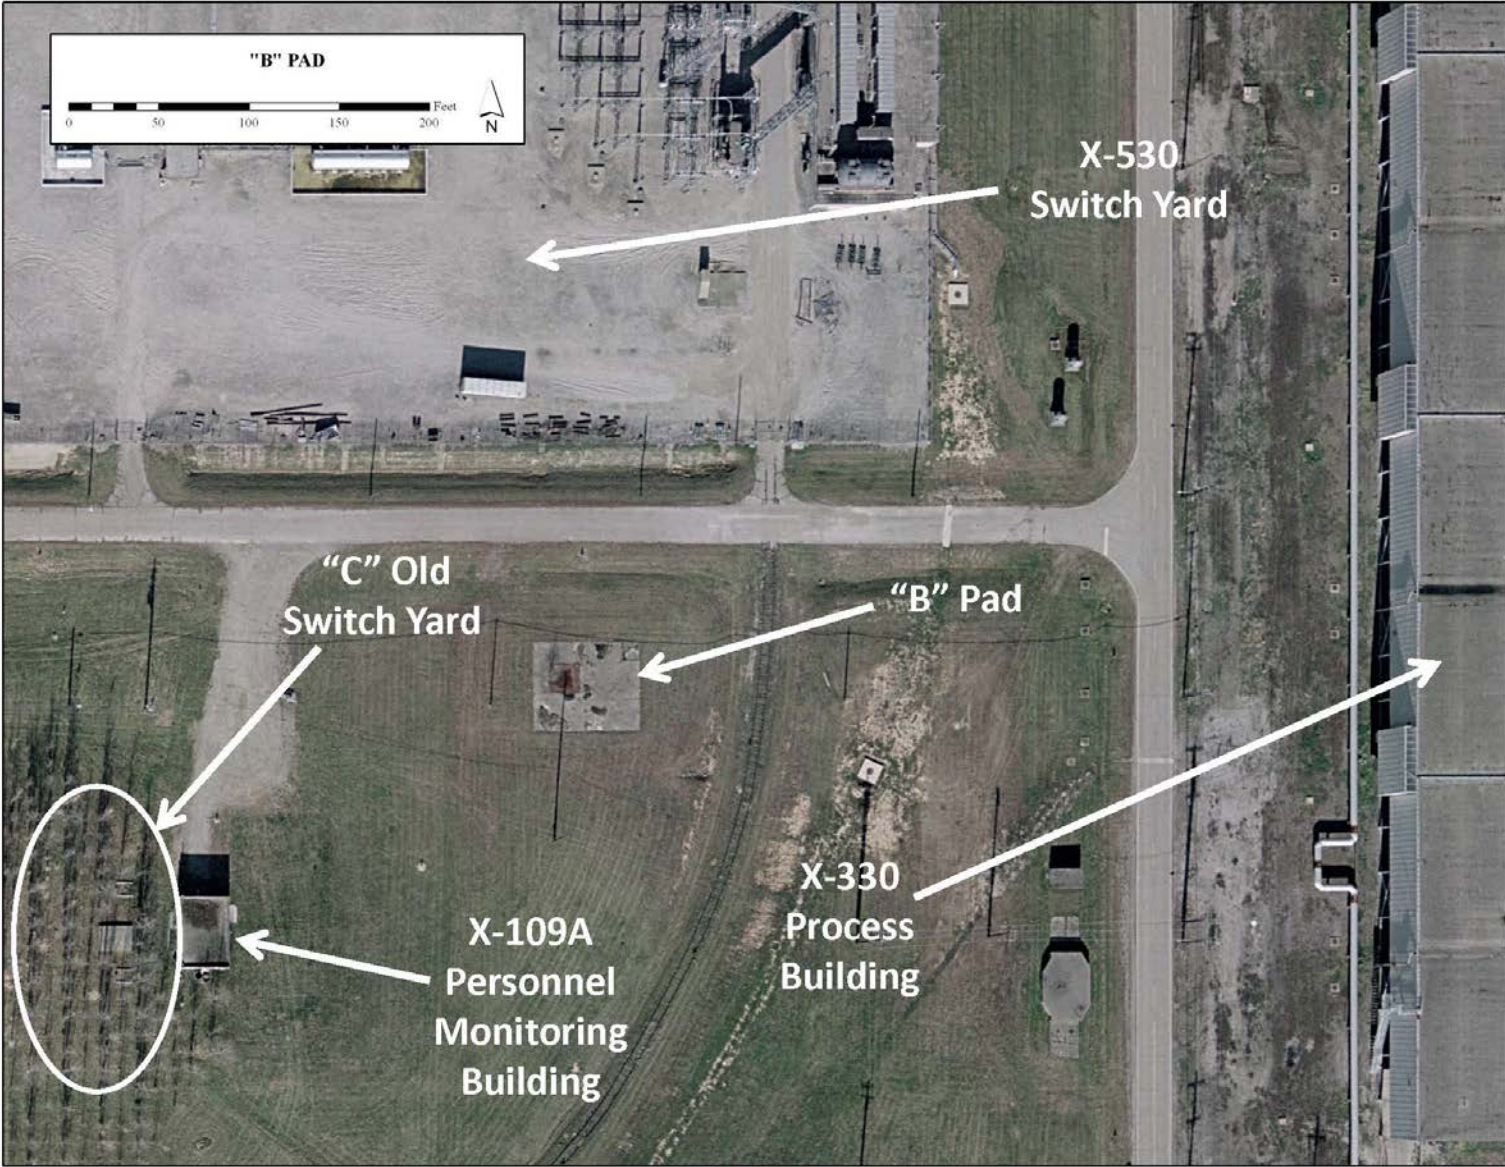 "B" PAD
Feet
0 50 100 150 200
N
X-530
Switch Yard
“C” Old
Switch Yard
“B” Pad
X-330
Process
Building
X-109A
Personnel
Monitoring
Building